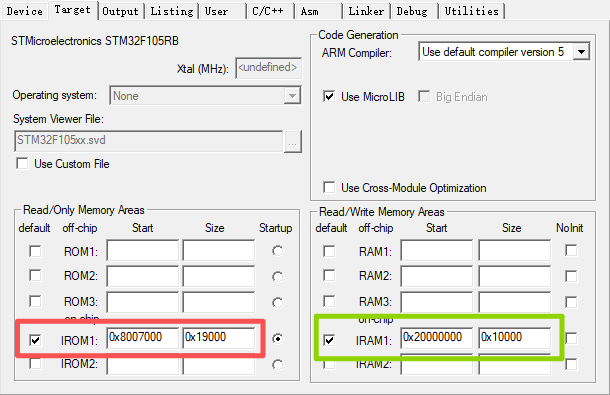 Device Target Output Listing User C/C++ Asm Linker Debug Utilities
STMicroelectronics STM32F105RB
Xtal (MHz): <undefined>
Operating system: None
System Viewer File:
STM32F105xx.svd ...
Use Custom File
Code Generation
ARM Compiler: Use default compiler version 5
Use MicroLIB Big Endian
Use Cross-Module Optimization
Read/Only Memory Areas
default off-chip Start Size Startup
ROM1:
ROM2:
ROM3:
on-chip
IROM1: 0x8007000 0x19000
IROM2:
Read/Write Memory Areas
default off-chip Start Size NoInit
RAM1:
RAM2:
RAM3:
on-chip
IRAM1: 0x20000000 0x10000
IRAM2: